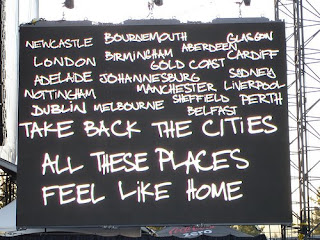 NEWCASTLE BOURNEMOUTH GLASGOW
LONDON BIRMINGHAM ABERDEEN CARDIFF
GOLD COAST
ADELAIDE JOHANNESBURG SYDNEY
NOTTINGHAM MANCHESTER LIVERPOOL
DUBLIN MELBOURNE SHEFFIELD PERTH
BELFAST
TAKE BACK THE CITIES
ALL THESE PLACES
FEEL LIKE HOME